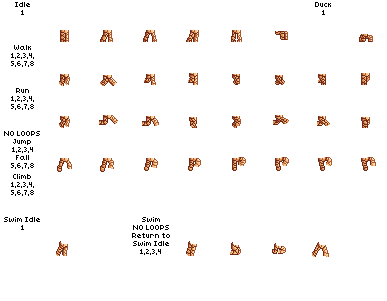 Idle
1
Duck
1
Walk
1,2,3,4,
5,6,7,8
Run
1,2,3,4,
5,6,7,8
NO LOOPS
Jump
1,2,3,4
Fall
5,6,7,8
Climb
1,2,3,4,
5,6,7,8
Swim Idle
1
Swim
NO LOOPS
Return to
Swim Idle
1,2,3,4